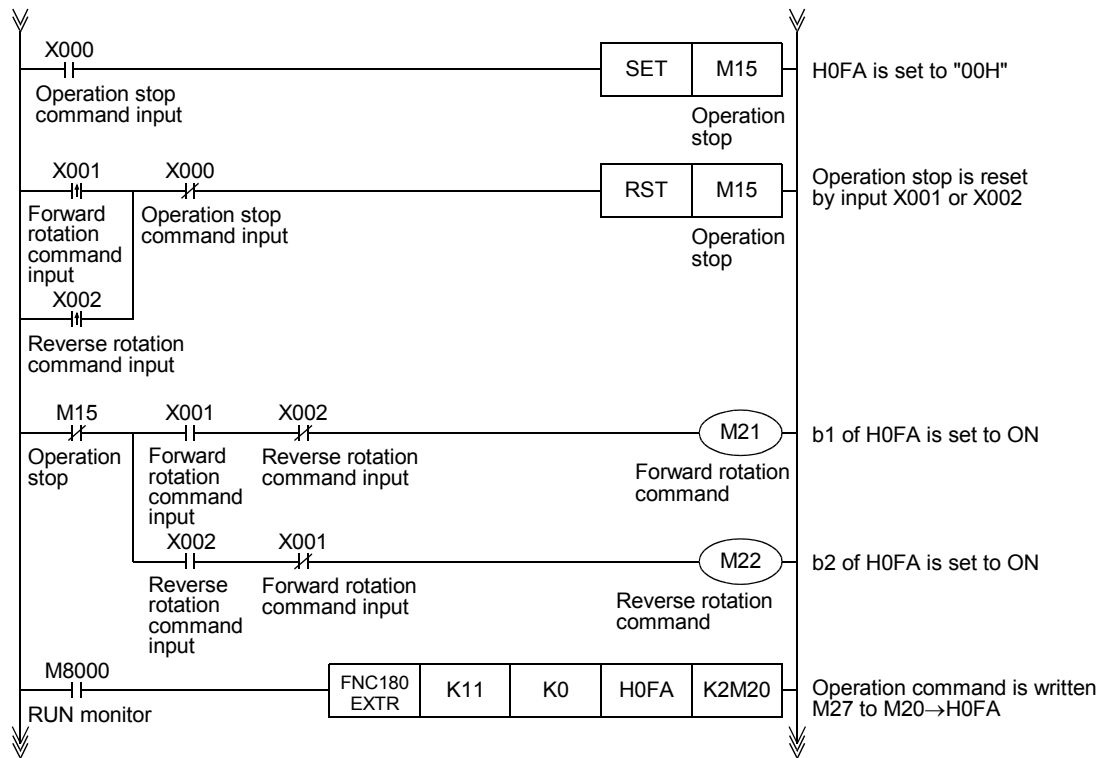 X000
SET M15
H0FA is set to "00H"
Operation stop
command input
Operation
stop
X001 X000
RST M15
Operation stop is reset
by input X001 or X002
Forward
rotation
command
input
Operation stop
command input
Operation
stop
X002
Reverse rotation
command input
M15 X001 X002
M21
b1 of H0FA is set to ON
Operation
stop
Forward
rotation
command
input
Reverse rotation
command input
Forward rotation
command
X002 X001
M22
b2 of H0FA is set to ON
Reverse
rotation
command
input
Forward rotation
command input
Reverse rotation
command
M8000
RUN monitor
FNC180
EXTR
K11 K0 H0FA K2M20
Operation command is written
M27 to M20→H0FA